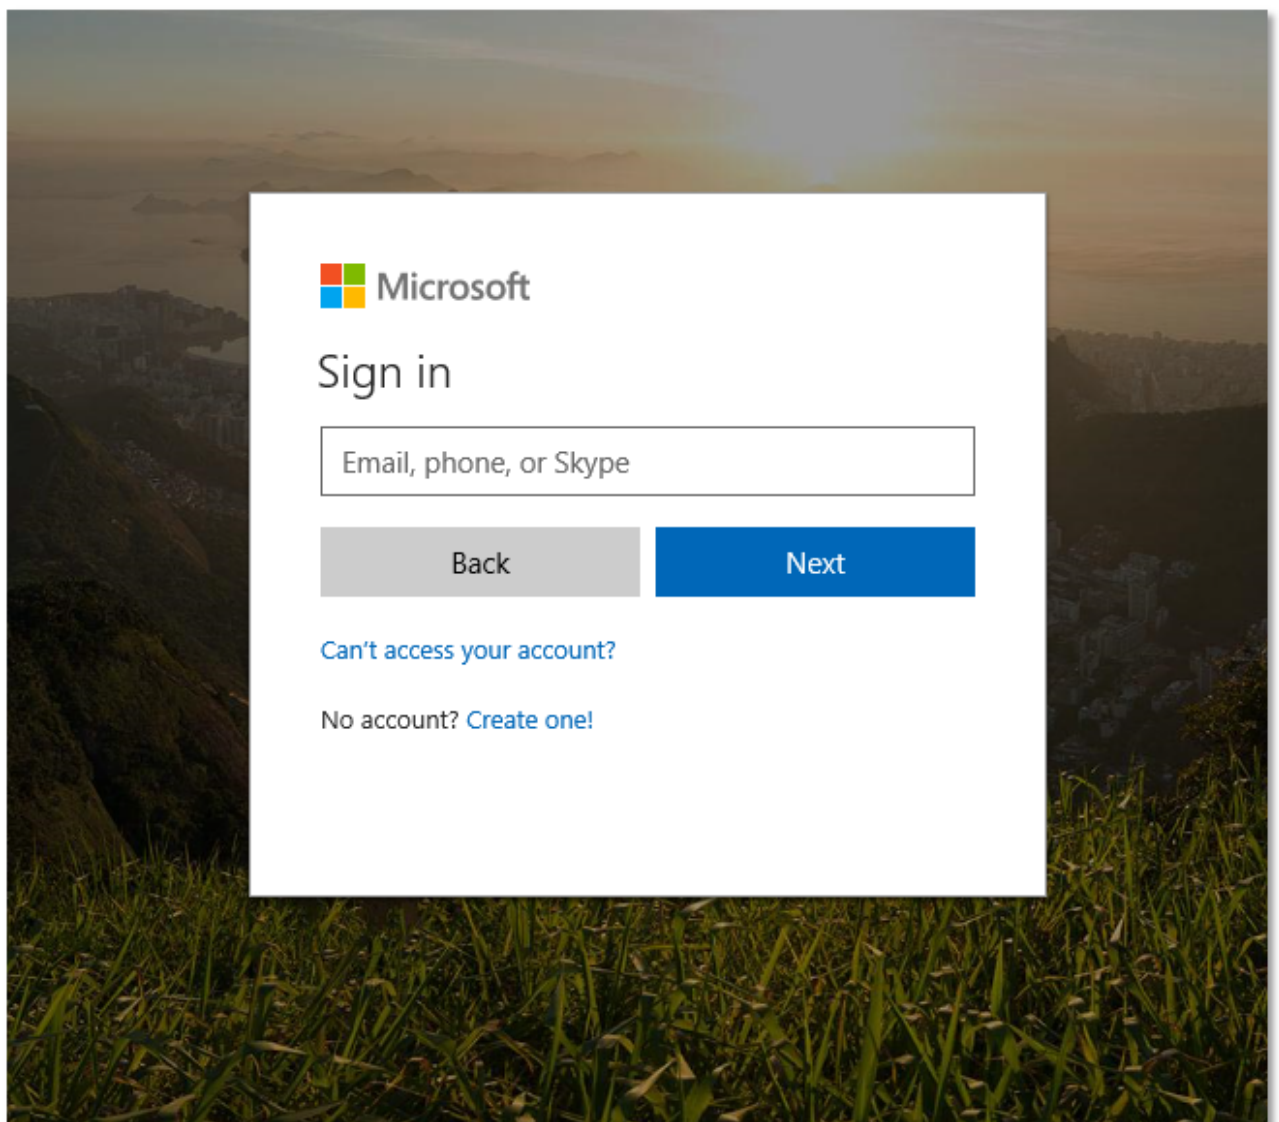 Microsoft
Sign in
Email, phone, or Skype
Back
Next
Can't access your account?
No account? Create one!